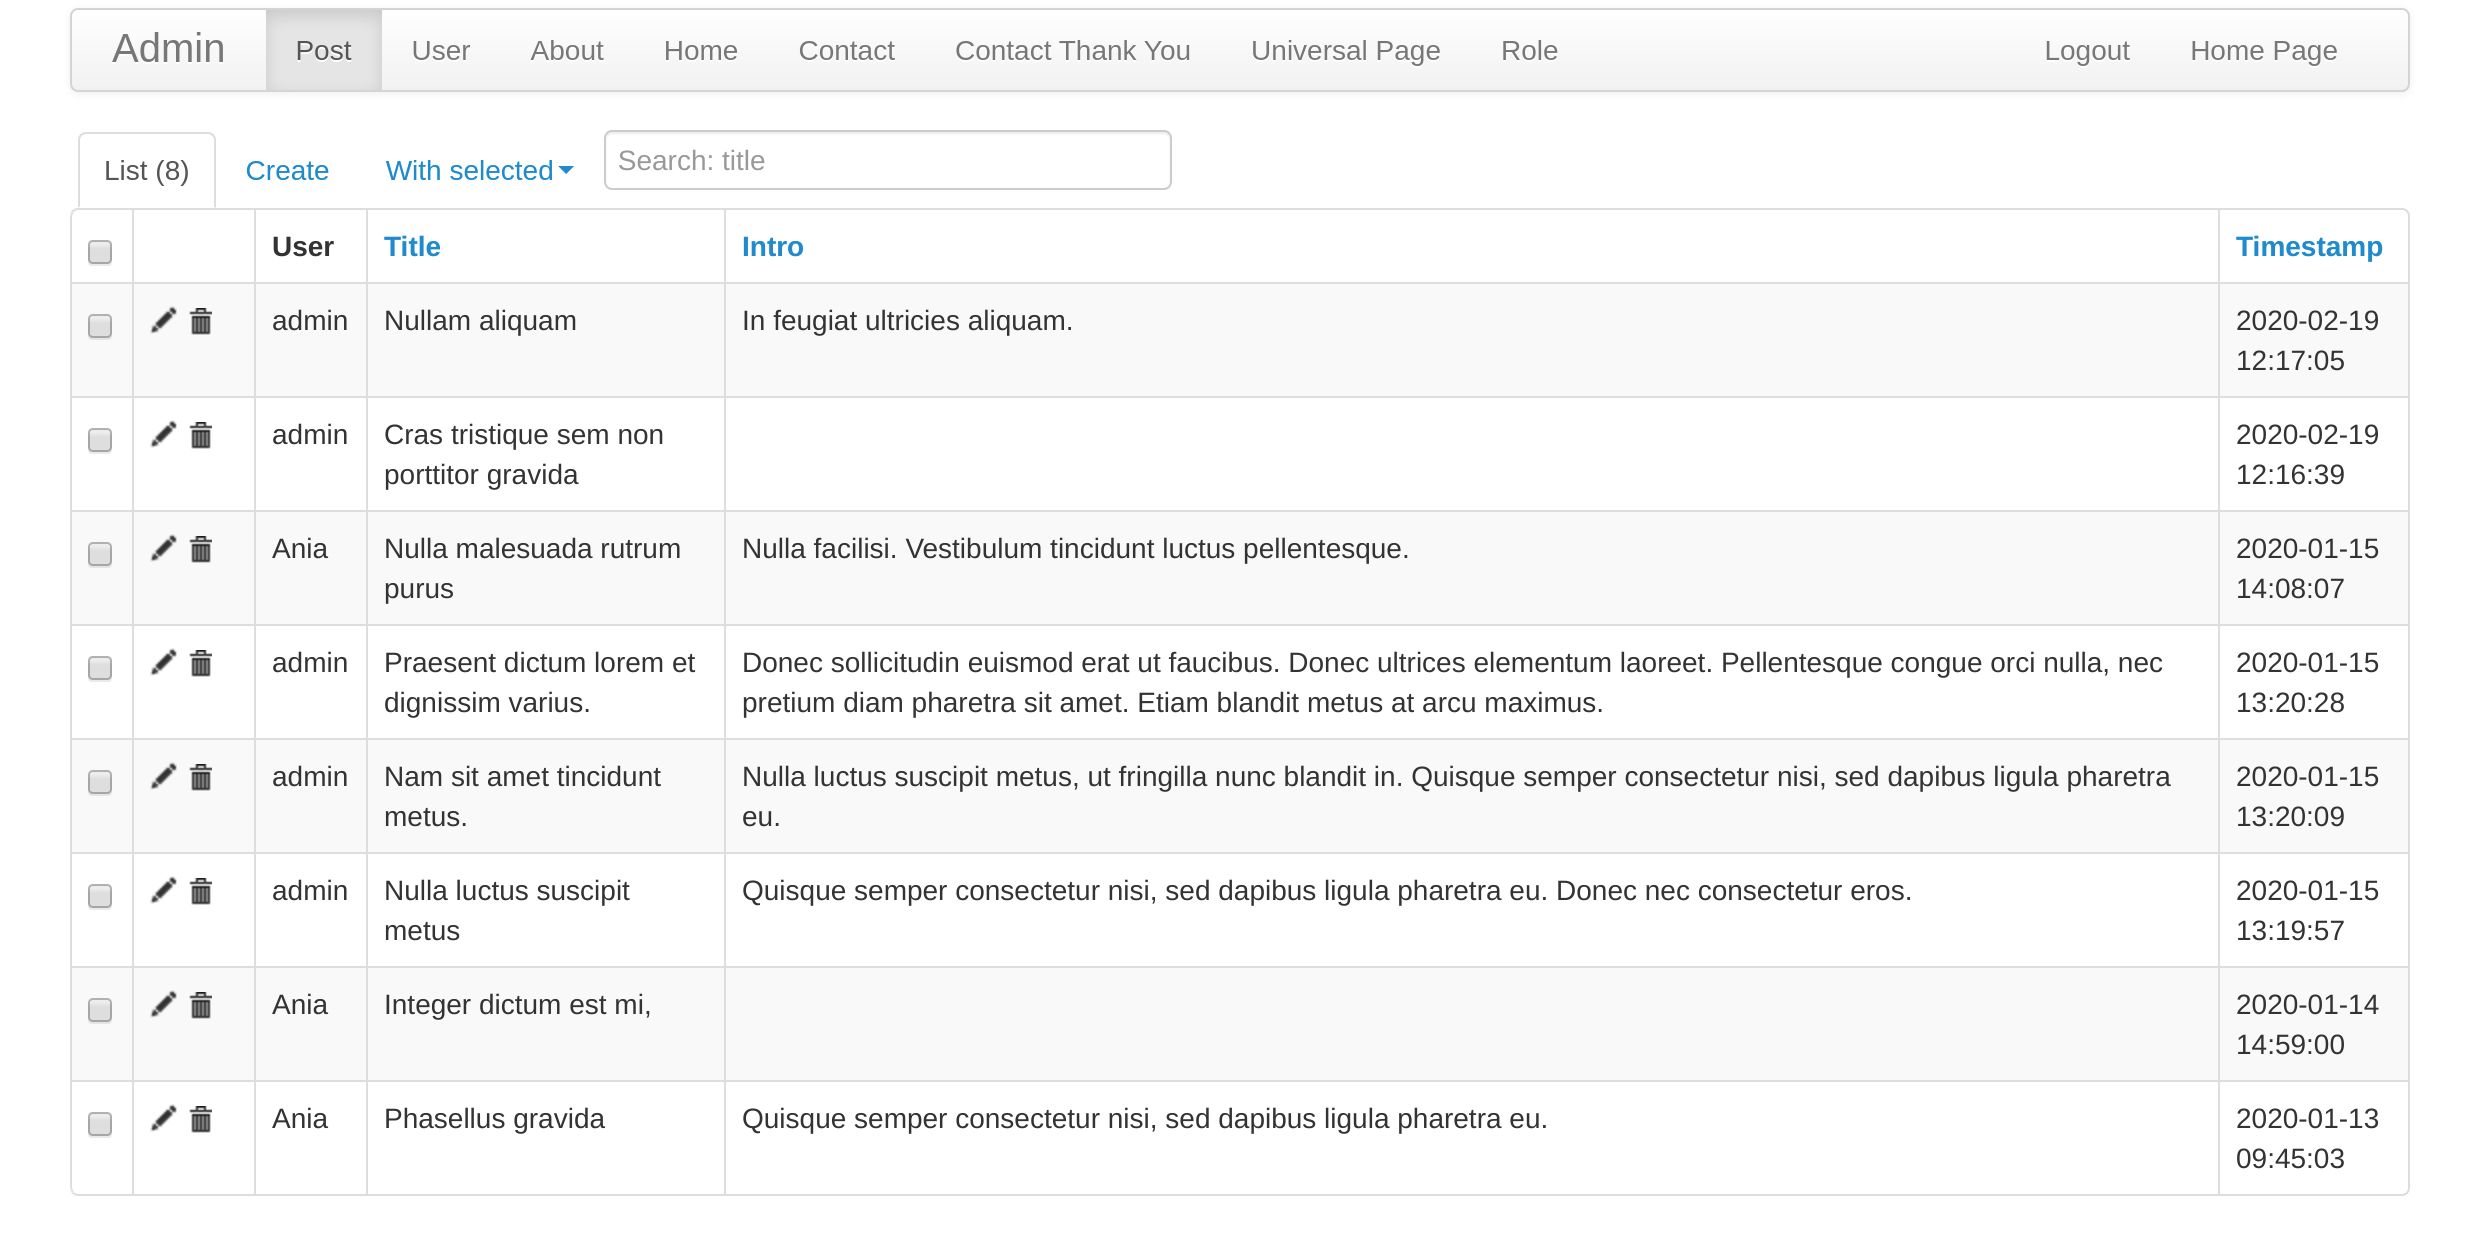 Admin Post User About Home Contact Contact Thank You Universal Page Role Logout Home Page
List (8) Create With selected Search: title
User Title Intro Timestamp
admin Nullam aliquam In feugiat ultricies aliquam. 2020-02-19
12:17:05
admin Cras tristique sem non 2020-02-19
porttitor gravida 12:16:39
Ania Nulla malesuada rutrum Nulla facilisi. Vestibulum tincidunt luctus pellentesque. 2020-01-15
purus 14:08:07
admin Praesent dictum lorem et Donec sollicitudin euismod erat ut faucibus. Donec ultrices elementum laoreet. Pellentesque congue orci nulla, nec 2020-01-15
dignissim varius. pretium diam pharetra sit amet. Etiam blandit metus at arcu maximus. 13:20:28
admin Nam sit amet tincidunt Nulla luctus suscipit metus, ut fringilla nunc blandit in. Quisque semper consectetur nisi, sed dapibus ligula pharetra 2020-01-15
metus. eu. 13:20:09
admin Nulla luctus suscipit Quisque semper consectetur nisi, sed dapibus ligula pharetra eu. Donec nec consectetur eros. 2020-01-15
metus 13:19:57
Ania Integer dictum est mi, 2020-01-14
14:59:00
Ania Phasellus gravida Quisque semper consectetur nisi, sed dapibus ligula pharetra eu. 2020-01-13
09:45:03